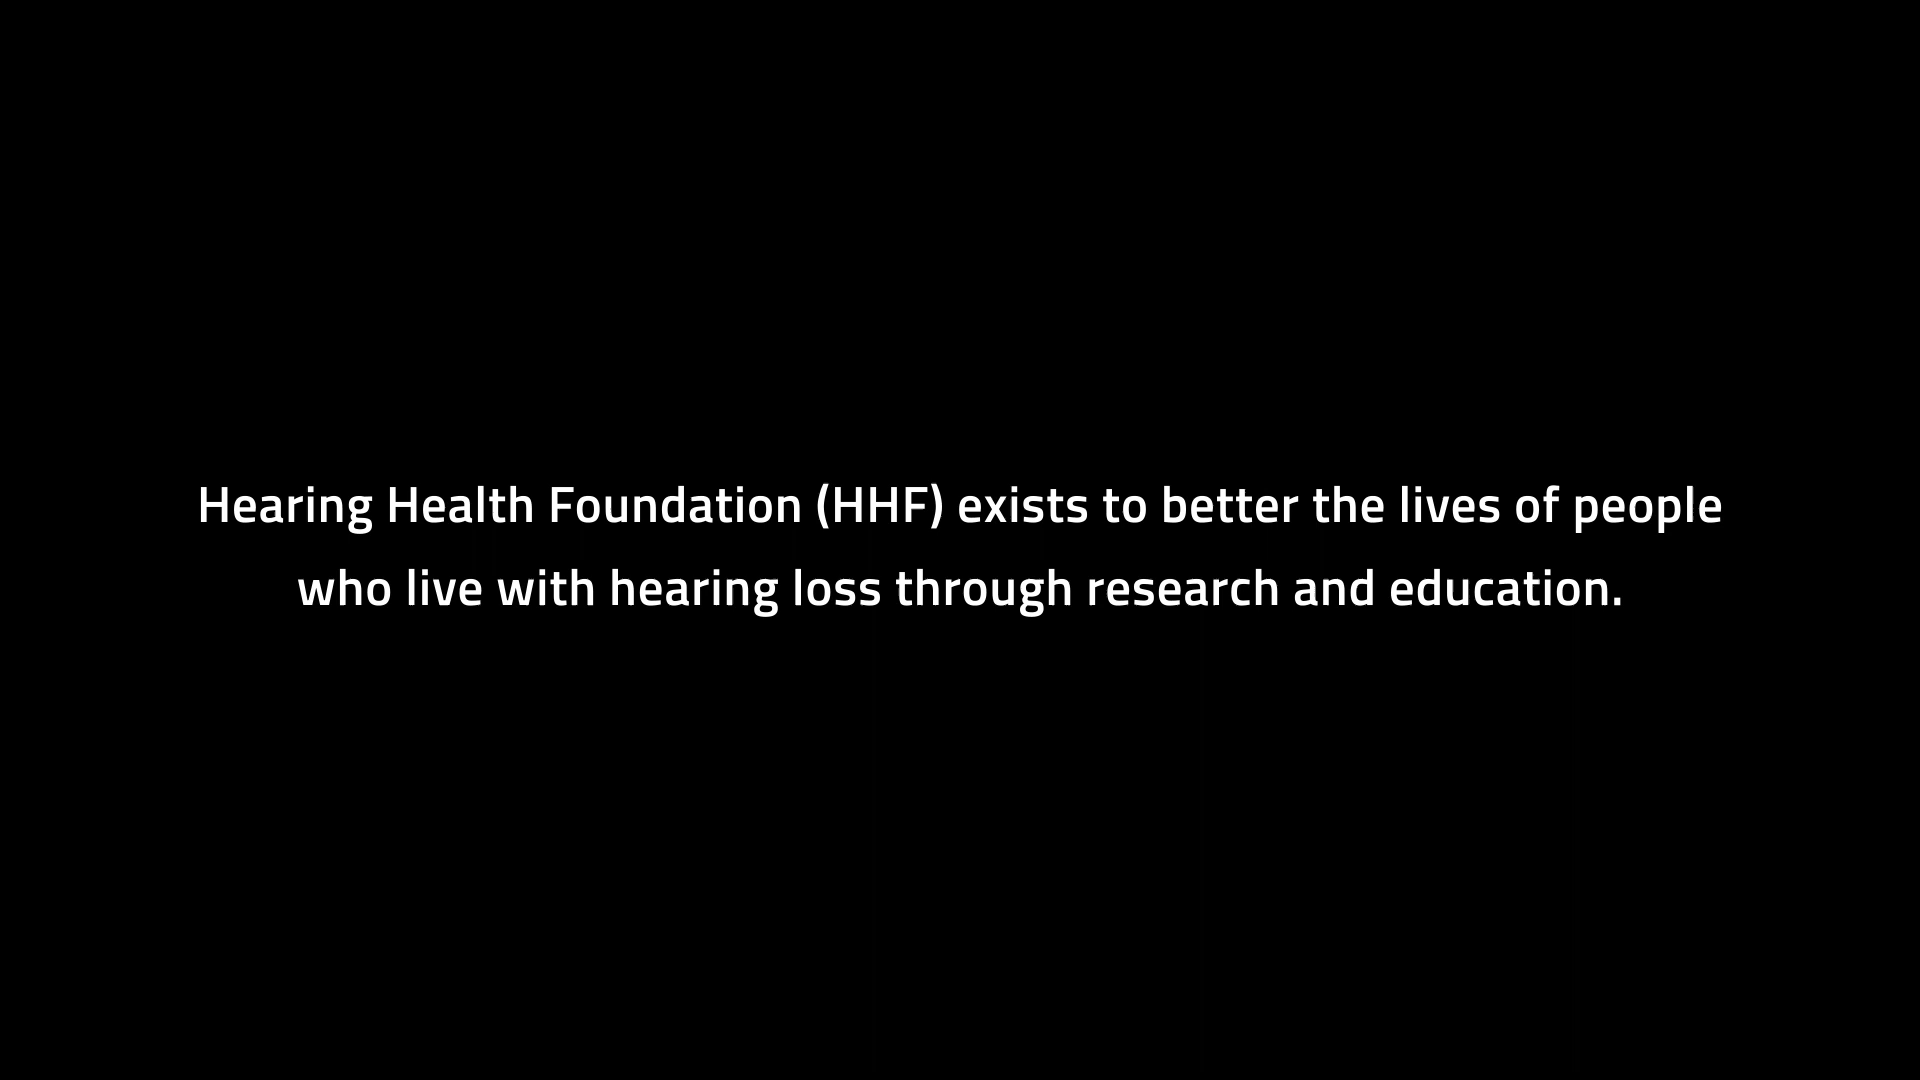 Hearing Health Foundation (HHF) exists to better the lives of people
who live with hearing loss through research and education.